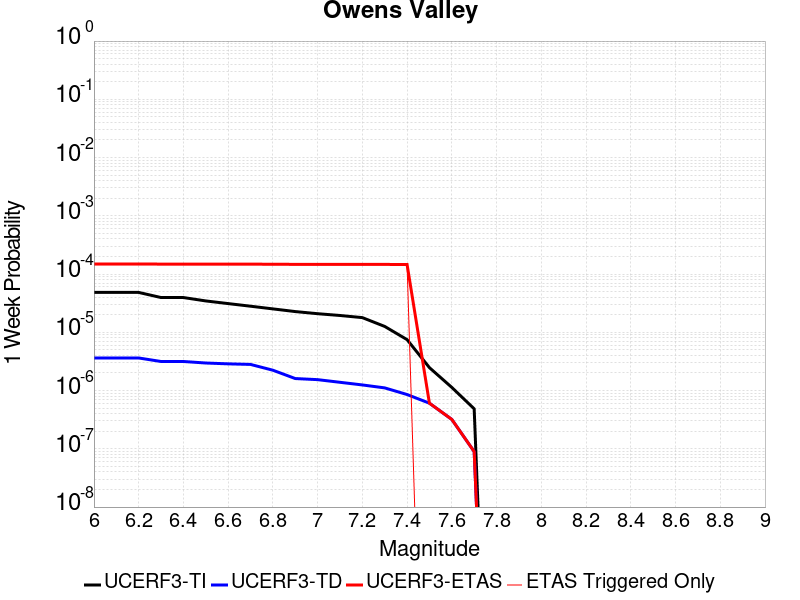 Owens Valley
1 Week Probability
10^0
10^-1
10^-2
10^-3
10^-4
10^-5
10^-6
10^-7
10^-8
6 6.2 6.4 6.6 6.8 7 7.2 7.4 7.6 7.8 8 8.2 8.4 8.6 8.8 9
Magnitude
UCERF3-TI UCERF3-TD UCERF3-ETAS ETAS Triggered Only